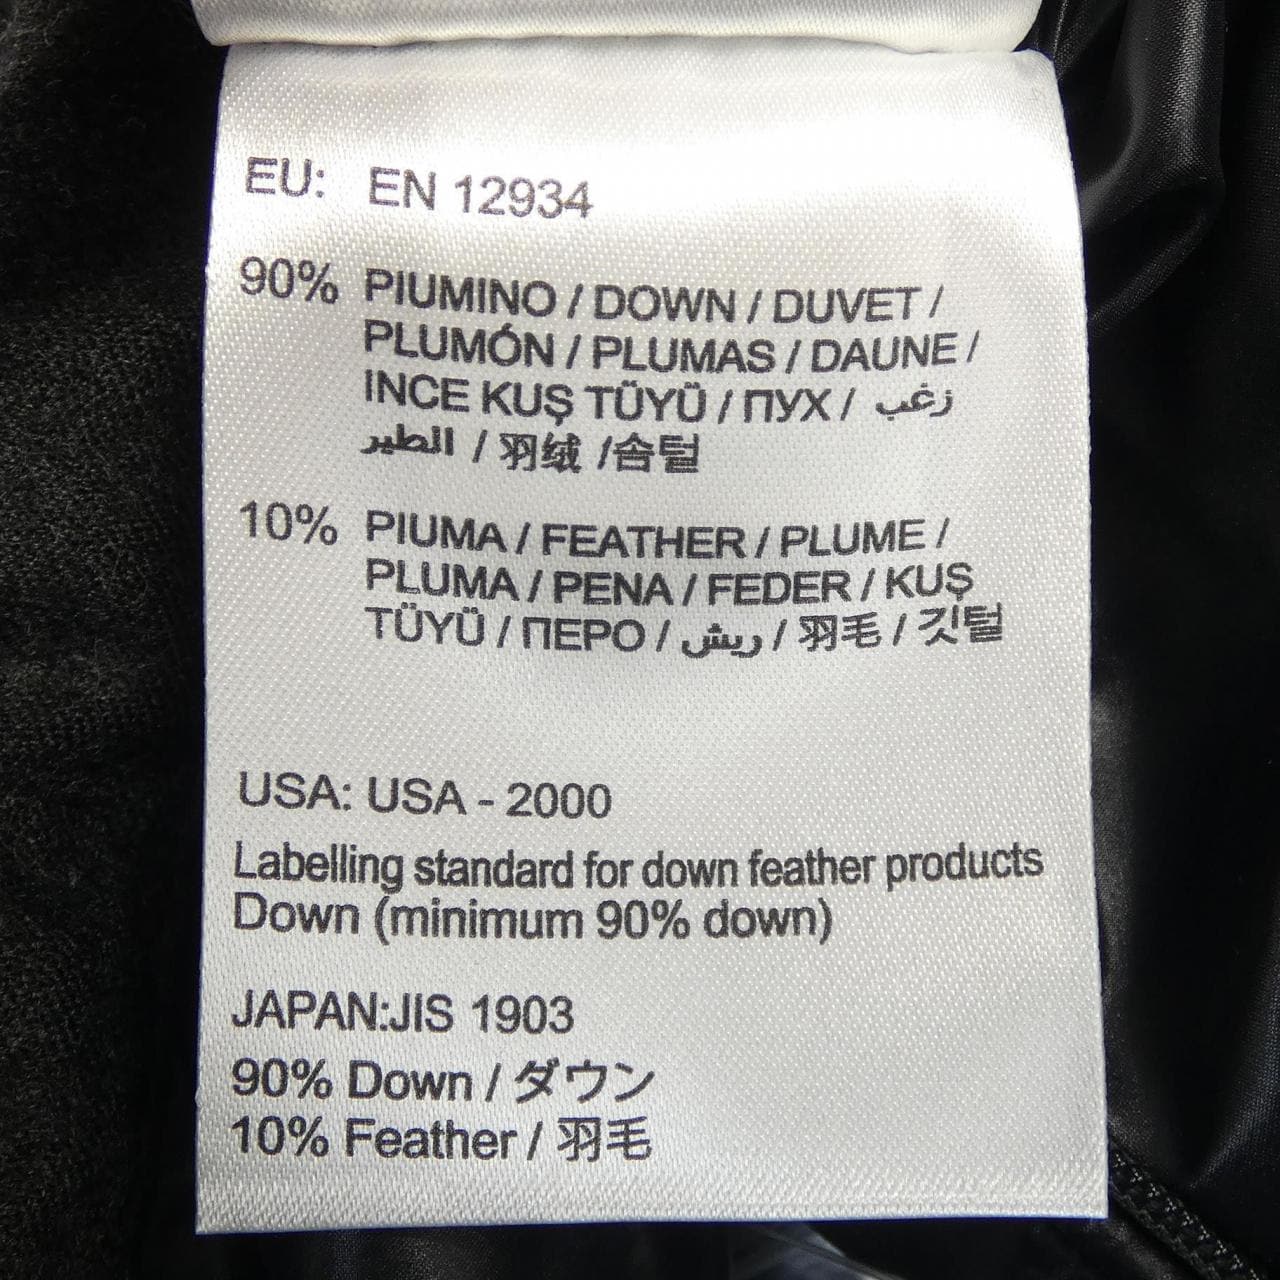 EU: EN 12934
90% PIUMINO / DOWN / DUVET /
PLUMÓN / PLUMAS / DAUNE /
INCE KUŞ TÜYÜ / ПУХ / زغب
الطير / 羽绒 /솜털
10% PIUMA / FEATHER / PLUME /
PLUMA / PENA / FEDER / KUŞ
TÜYÜ / ПЕРО / ريش / 羽毛 / 깃털
USA: USA - 2000
Labelling standard for down feather products
Down (minimum 90% down)
JAPAN:JIS 1903
90% Down / ダウン
10% Feather / 羽毛